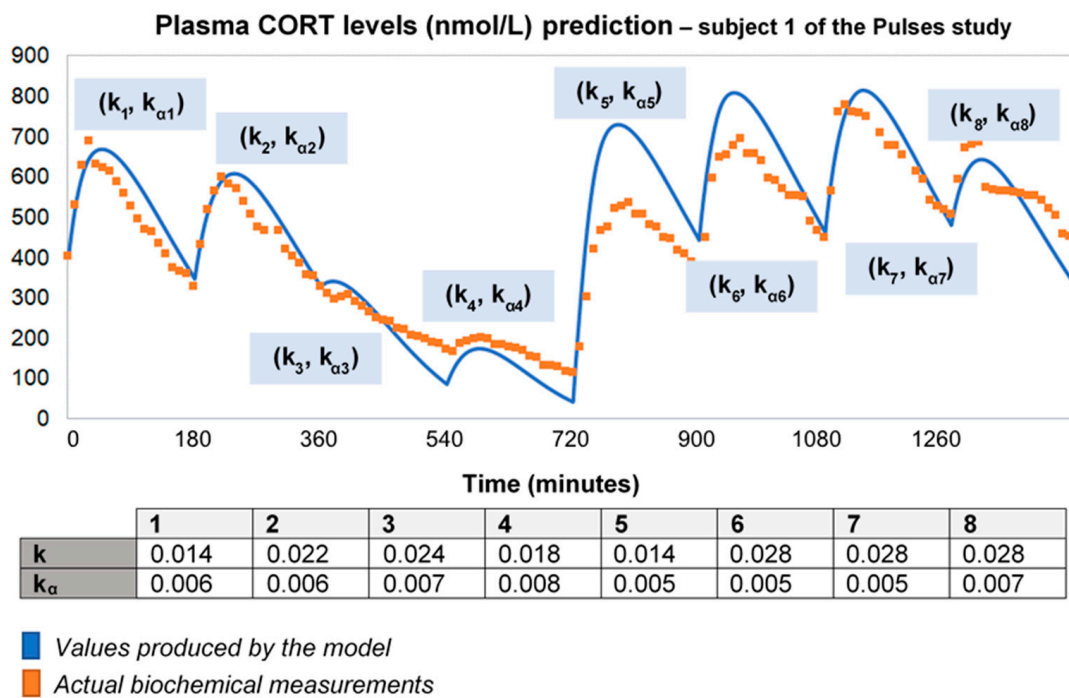 Plasma CORT levels (nmol/L) prediction – subject 1 of the Pulses study
900
800
700
600
500
400
300
200
100
0
(k₁, kα₁)
(k₂, kα₂)
(k₃, kα₃)
(k₄, kα₄)
(k₅, kα₅)
(k₆, kα₆)
(k₇, kα₇)
(k₈, kα₈)
0 180 360 540 720 900 1080 1260
Time (minutes)
1 2 3 4 5 6 7 8
k 0.014 0.022 0.024 0.018 0.014 0.028 0.028 0.028
kα 0.006 0.006 0.007 0.008 0.005 0.005 0.005 0.007
Values produced by the model
Actual biochemical measurements